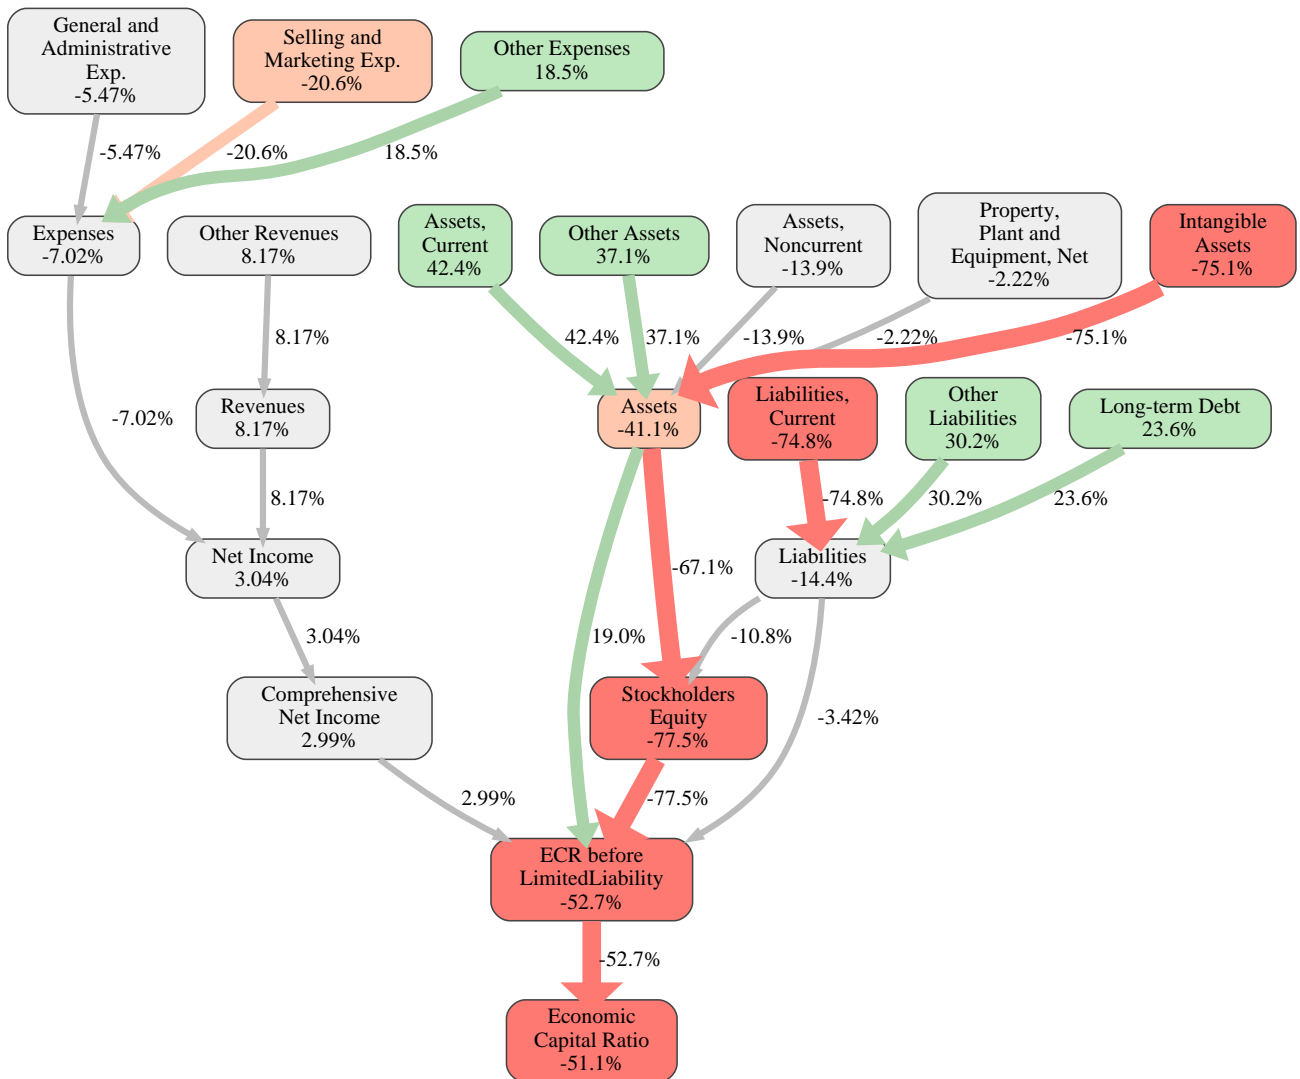 General and
Administrative
Exp.
-5.47%
Selling and
Marketing Exp.
-20.6%
Other Expenses
18.5%
-5.47%
-20.6%
18.5%
Expenses
-7.02%
Other Revenues
8.17%
Assets,
Current
42.4%
Other Assets
37.1%
Assets,
Noncurrent
-13.9%
Property,
Plant and
Equipment, Net
-2.22%
Intangible
Assets
-75.1%
8.17%
42.4%
37.1%
-13.9%
-2.22%
-75.1%
-7.02%
Revenues
8.17%
Assets
-41.1%
Liabilities,
Current
-74.8%
Other
Liabilities
30.2%
Long-term Debt
23.6%
8.17%
-74.8%
30.2%
23.6%
Net Income
3.04%
-67.1%
Liabilities
-14.4%
3.04%
19.0%
-10.8%
Comprehensive
Net Income
2.99%
Stockholders
Equity
-77.5%
-3.42%
2.99%
-77.5%
ECR before
LimitedLiability
-52.7%
-52.7%
Economic
Capital Ratio
-51.1%